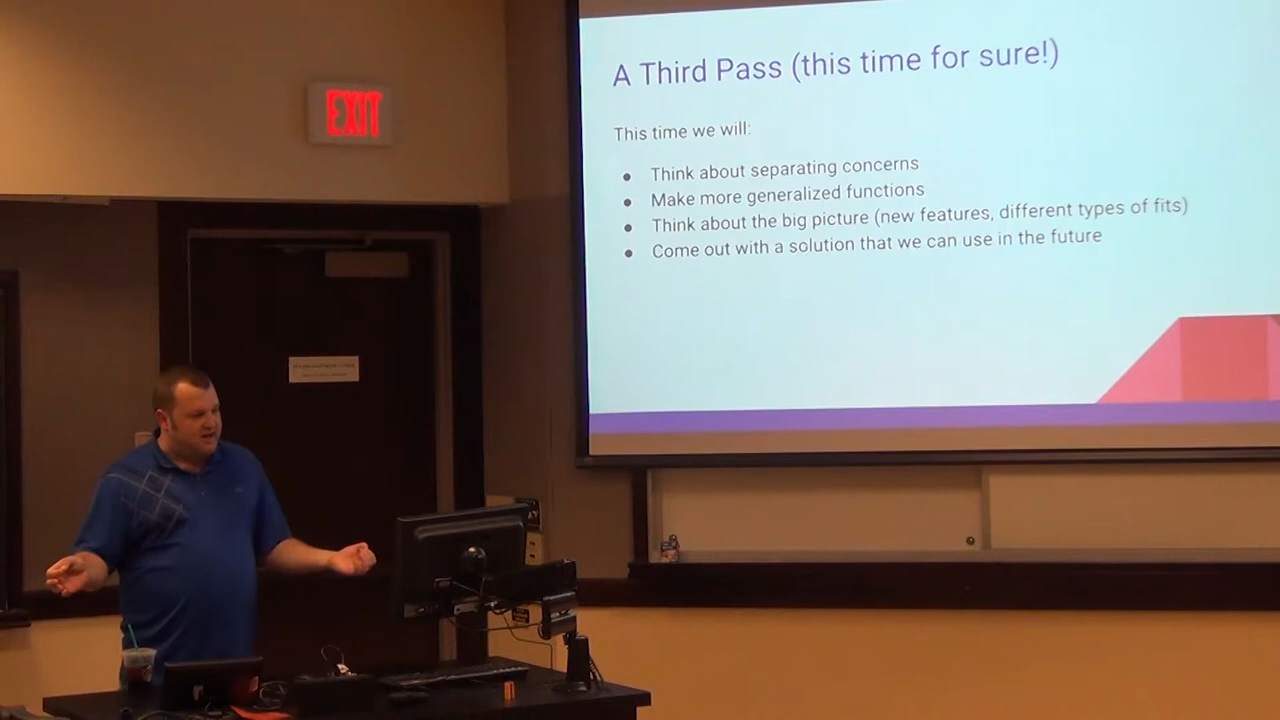 EXIT
A Third Pass (this time for sure!)
This time we will:
● Think about separating concerns
● Make more generalized functions
● Think about the big picture (new features, different types of fits)
● Come out with a solution that we can use in the future